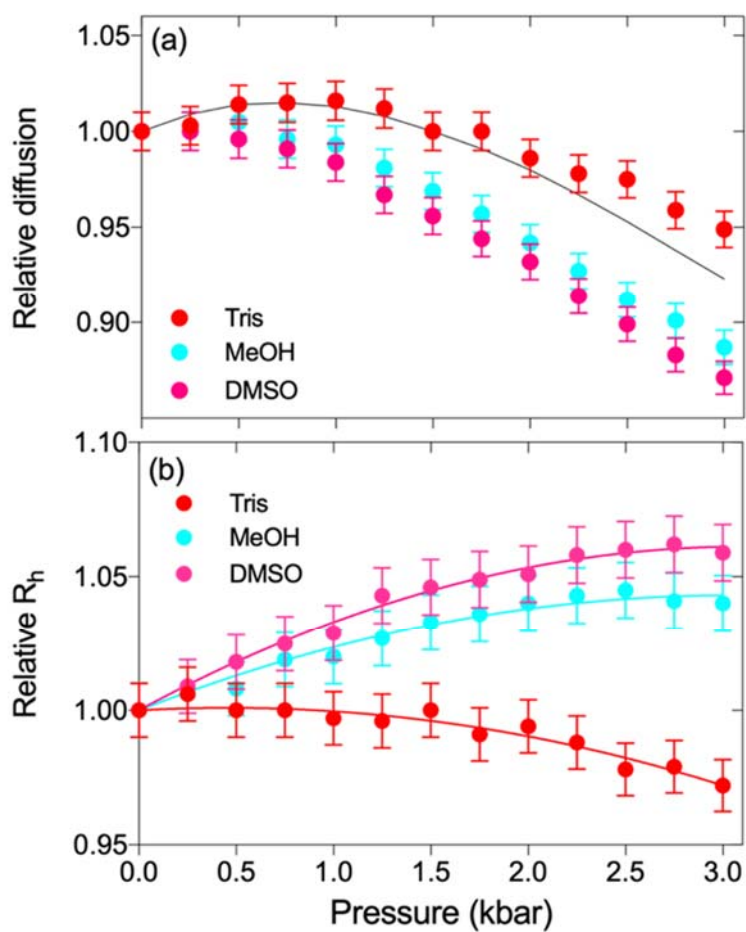 (a)
1.05
1.00
0.95
0.90
Relative diffusion
Tris
MeOH
DMSO
(b)
1.10
1.05
1.00
0.95
Relative Rh
Tris
MeOH
DMSO
0.0 0.5 1.0 1.5 2.0 2.5 3.0
Pressure (kbar)